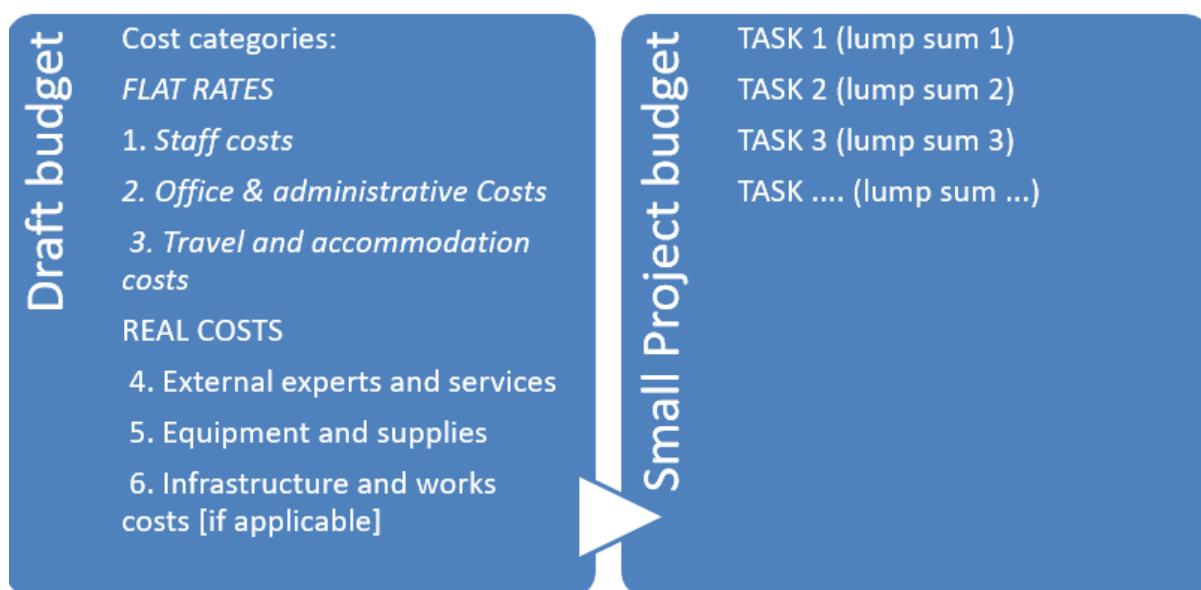 Draft budget
Cost categories:
FLAT RATES
1. Staff costs
2. Office & administrative Costs
3. Travel and accommodation
costs
REAL COSTS
4. External experts and services
5. Equipment and supplies
6. Infrastructure and works
costs [if applicable]
Small Project budget
TASK 1 (lump sum 1)
TASK 2 (lump sum 2)
TASK 3 (lump sum 3)
TASK .... (lump sum ...)